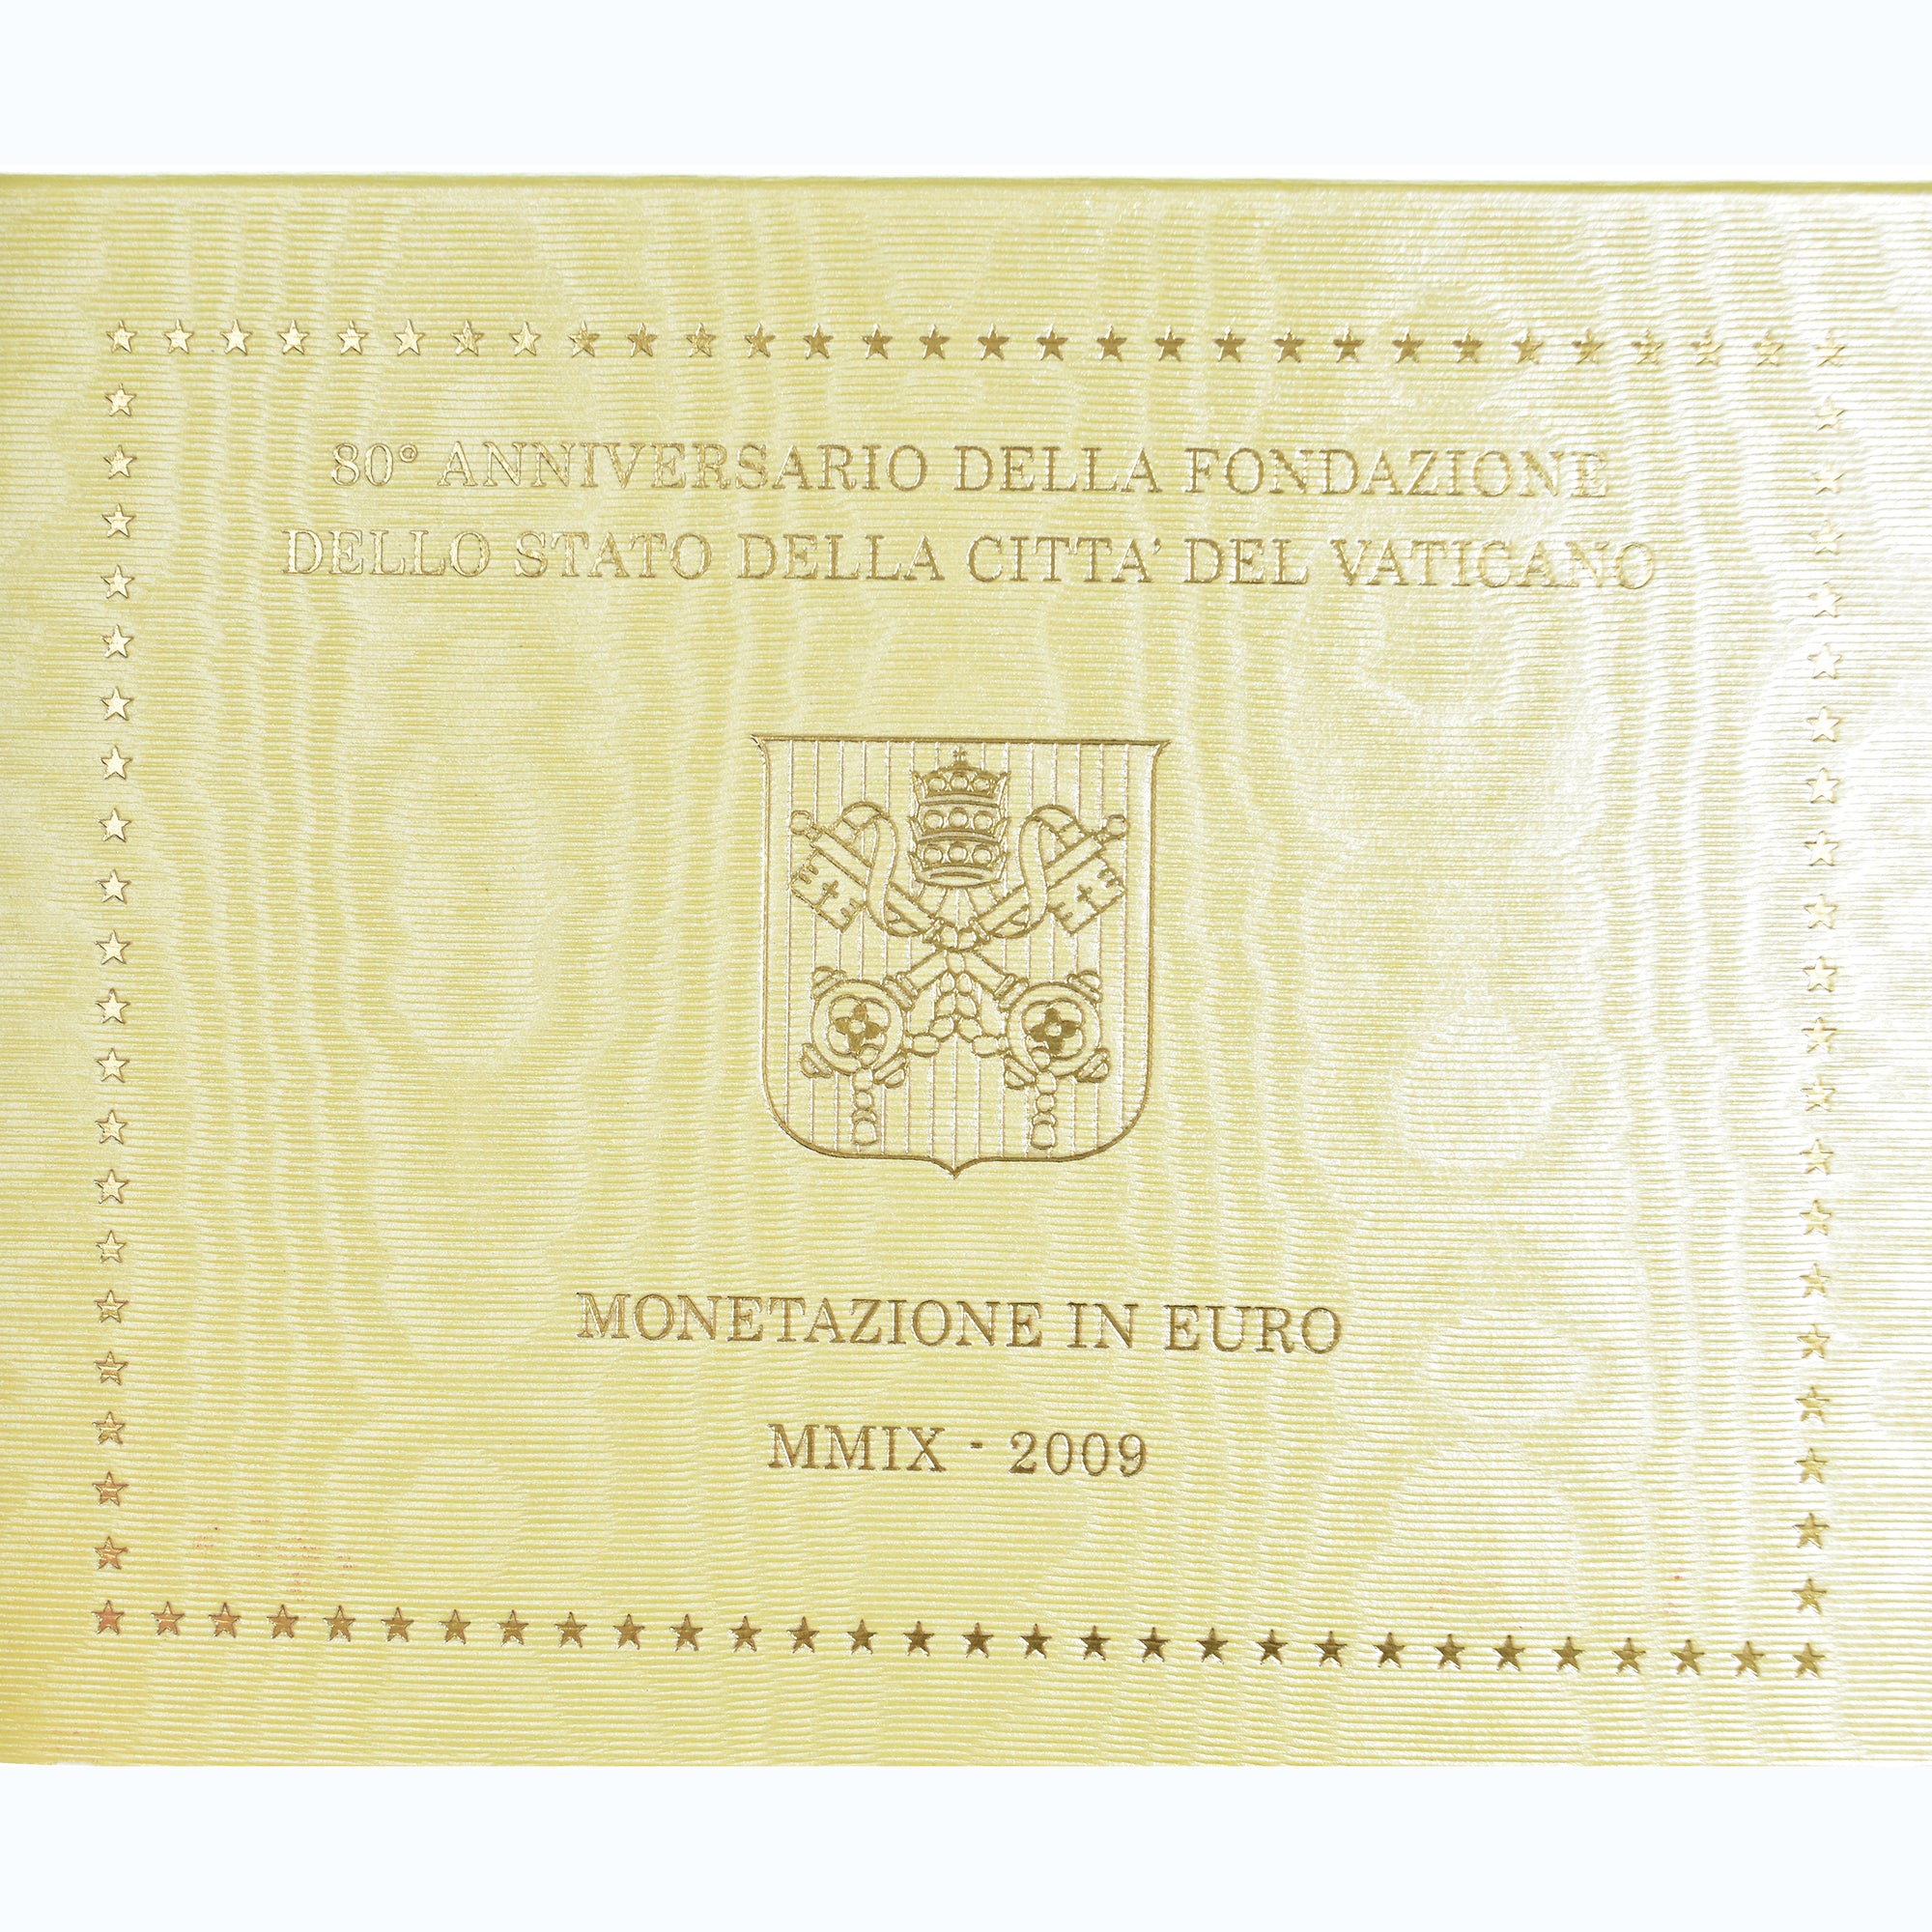 80° ANNIVERSARIO DELLA FONDAZIONE
DELLO STATO DELLA CITTA' DEL VATICANO
MONETAZIONE IN EURO
MMIX - 2009